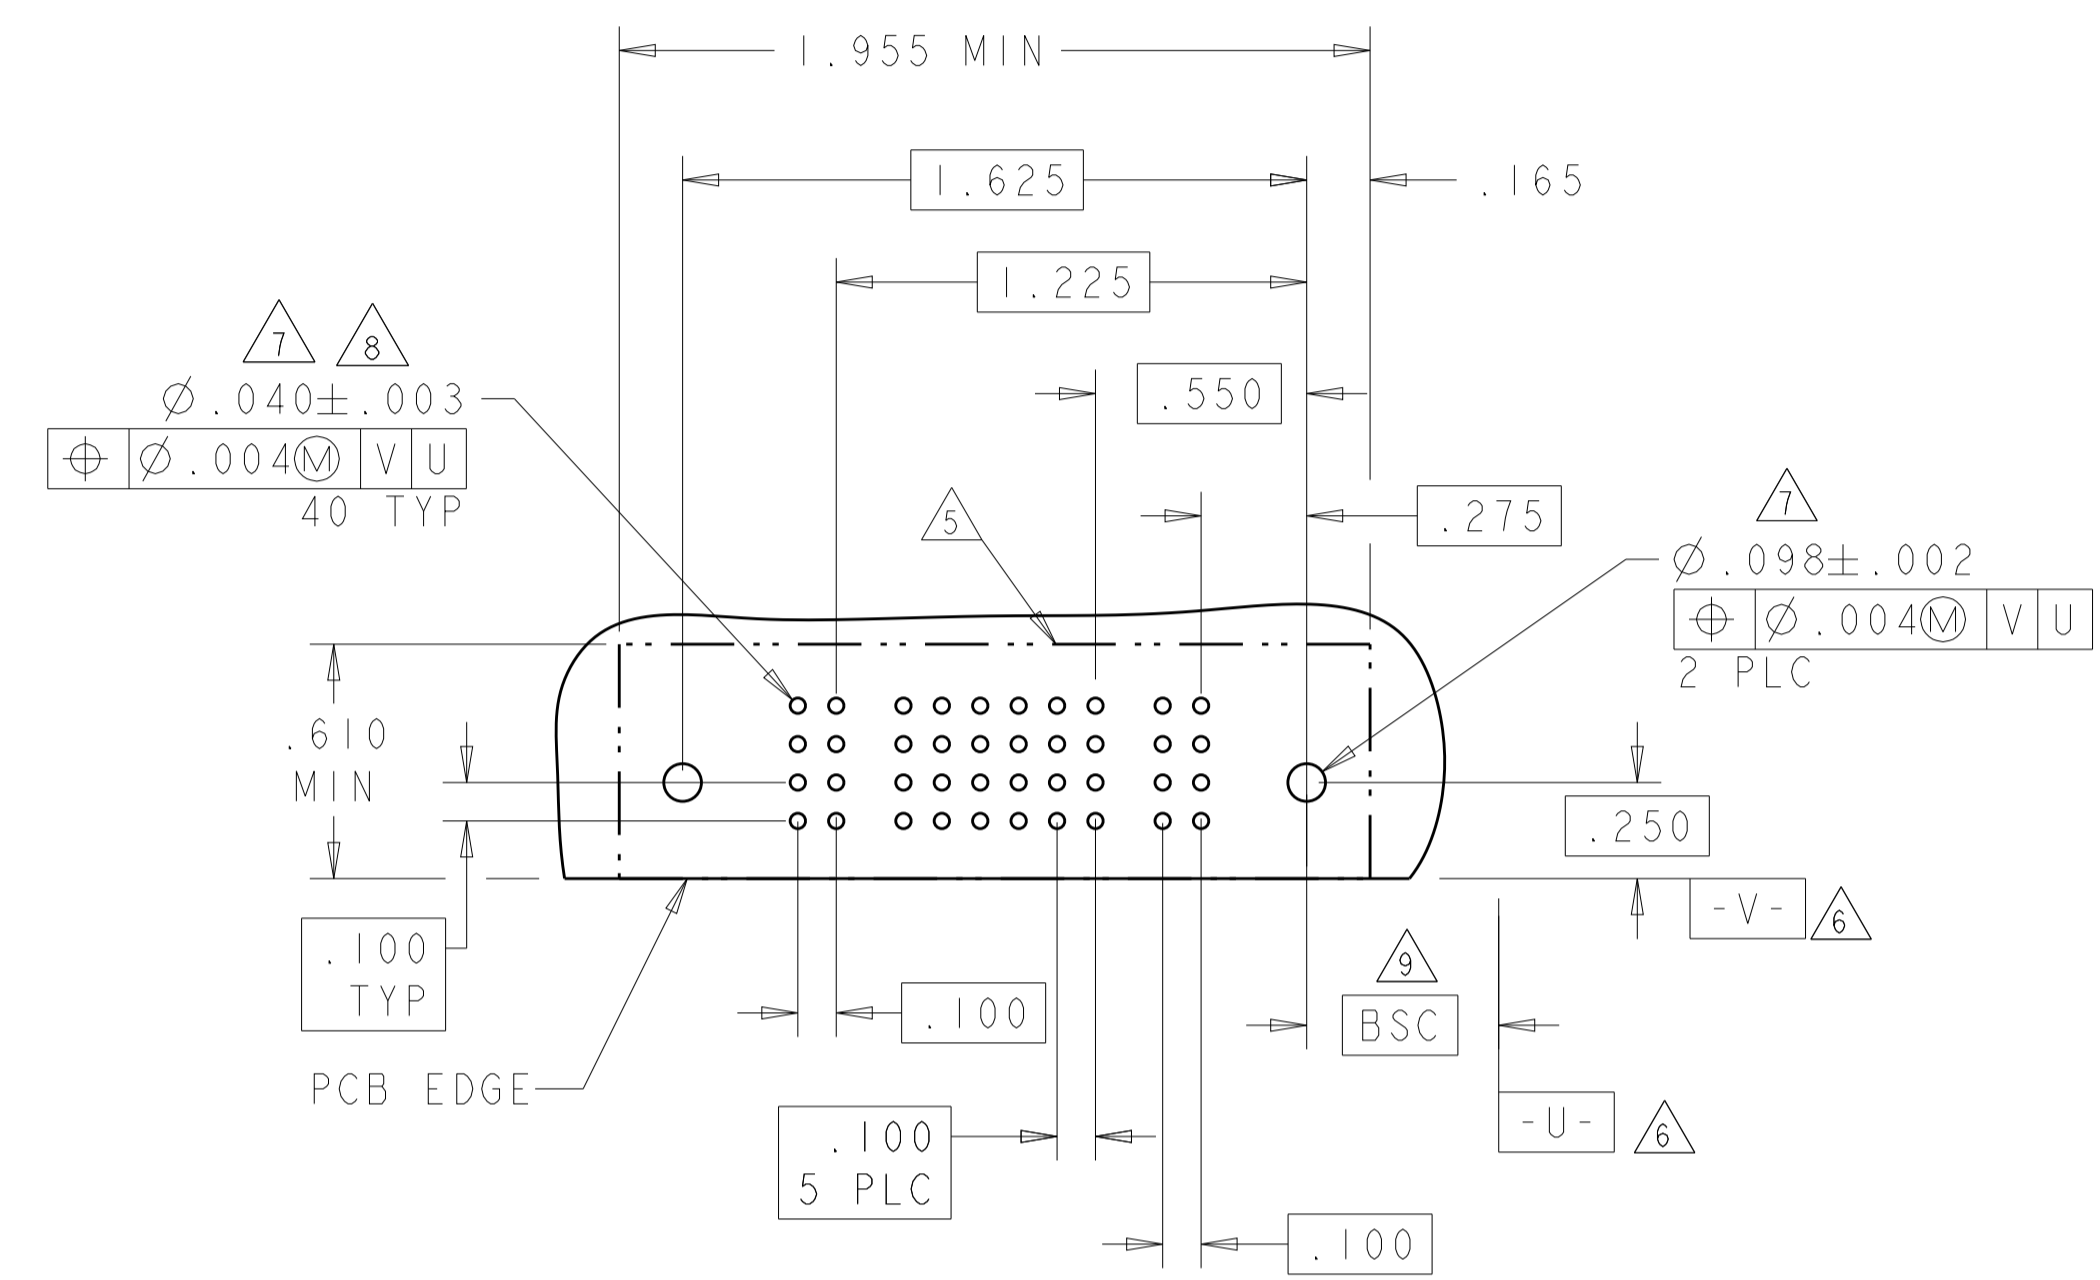 1.955 MIN
1.625
.165
1.225
7 8
⌀.040±.003
⌖ ⌀.004Ⓜ V U
40 TYP
.550
5
.275
7
⌀.098±.002
⌖ ⌀.004Ⓜ V U
2 PLC
.610
MIN
.250
-V- 6
.100
TYP
9
BSC
.100
PCB EDGE
-U- 6
.100
5 PLC
.100